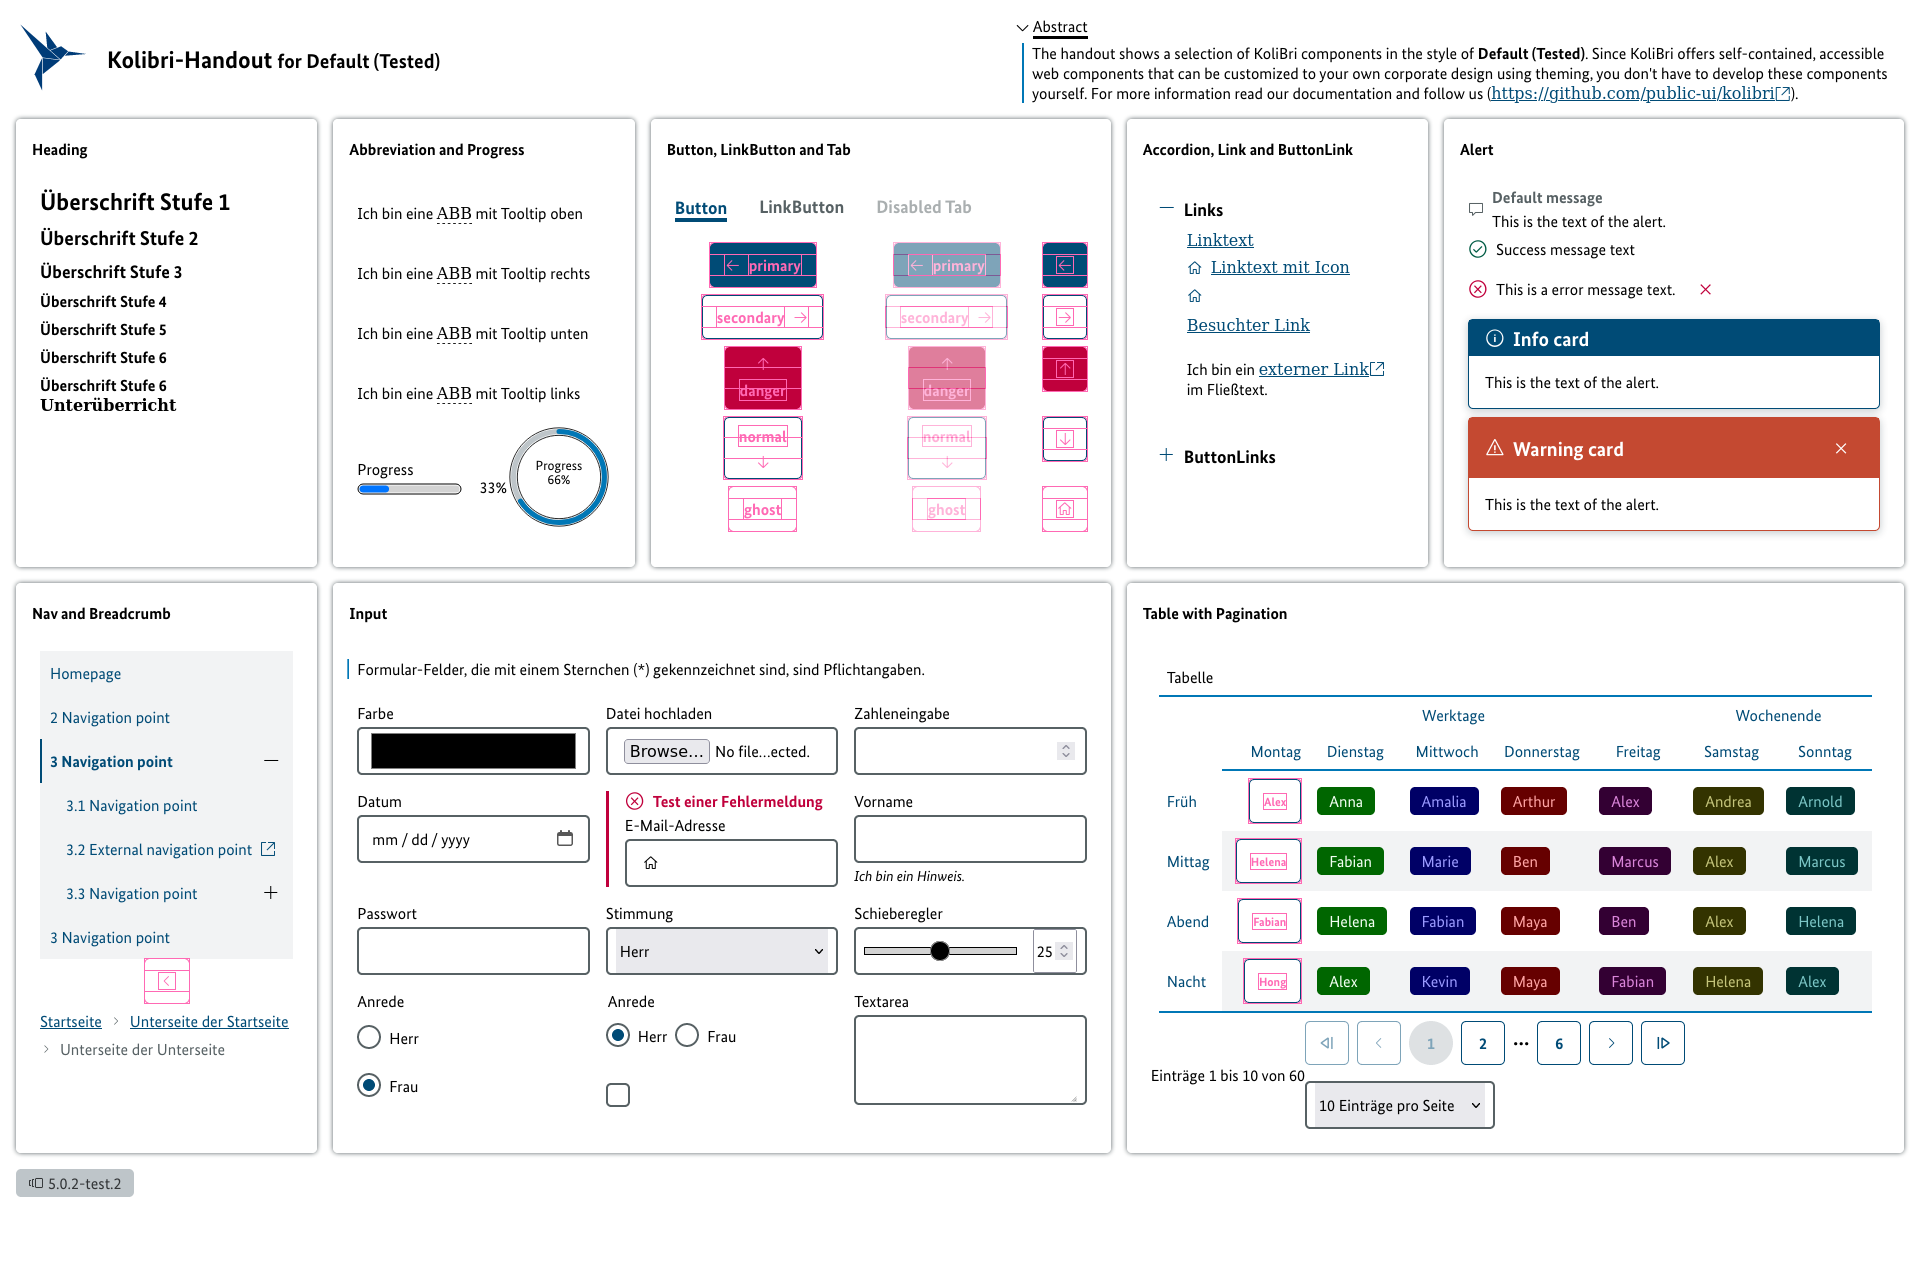 Kolibri-Handout for Default (Tested)
Abstract
The handout shows a selection of KoliBri components in the style of Default (Tested). Since KoliBri offers self-contained, accessible
web components that can be customized to your own corporate design using theming, you don't have to develop these components
yourself. For more information read our documentation and follow us (https://github.com/public-ui/kolibri).
Heading
Überschrift Stufe 1
Überschrift Stufe 2
Überschrift Stufe 3
Überschrift Stufe 4
Überschrift Stufe 5
Überschrift Stufe 6
Überschrift Stufe 6
Unterüberricht
Abbreviation and Progress
Ich bin eine ABB mit Tooltip oben
Ich bin eine ABB mit Tooltip rechts
Ich bin eine ABB mit Tooltip unten
Ich bin eine ABB mit Tooltip links
Progress
33%
Progress
66%
Button, LinkButton and Tab
Button LinkButton Disabled Tab
primary primary
secondary secondary
danger danger
normal normal
ghost ghost
Accordion, Link and ButtonLink
Links
Linktext
Linktext mit Icon
Besuchter Link
Ich bin ein externer Link
im Fließtext.
ButtonLinks
Alert
Default message
This is the text of the alert.
Success message text
This is a error message text.
Info card
This is the text of the alert.
Warning card
This is the text of the alert.
Nav and Breadcrumb
Homepage
2 Navigation point
3 Navigation point
3.1 Navigation point
3.2 External navigation point
3.3 Navigation point
3 Navigation point
Startseite Unterseite der Startseite
Unterseite der Unterseite
Input
Formular-Felder, die mit einem Sternchen (*) gekennzeichnet sind, sind Pflichtangaben.
Farbe
Datei hochladen
Browse... No file...ected.
Zahleneingabe
Datum
mm / dd / yyyy
Test einer Fehlermeldung
E-Mail-Adresse
Vorname
Ich bin ein Hinweis.
Passwort
Stimmung
Herr
Schieberegler
25
Anrede
Herr
Frau
Anrede
Herr Frau
Textarea
Table with Pagination
Tabelle
Werktage Wochenende
Montag Dienstag Mittwoch Donnerstag Freitag Samstag Sonntag
Früh Alex Anna Amalia Arthur Alex Andrea Arnold
Mittag Helena Fabian Marie Ben Marcus Alex Marcus
Abend Fabian Helena Fabian Maya Ben Alex Helena
Nacht Hong Alex Kevin Maya Fabian Helena Alex
1 2 ··· 6
Einträge 1 bis 10 von 60
10 Einträge pro Seite
5.0.2-test.2